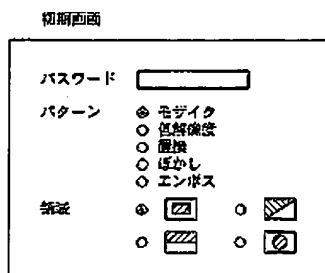 初期画面
パスワード
パターン
モザイク
低解像度
置換
ぼかし
エンボス
領域